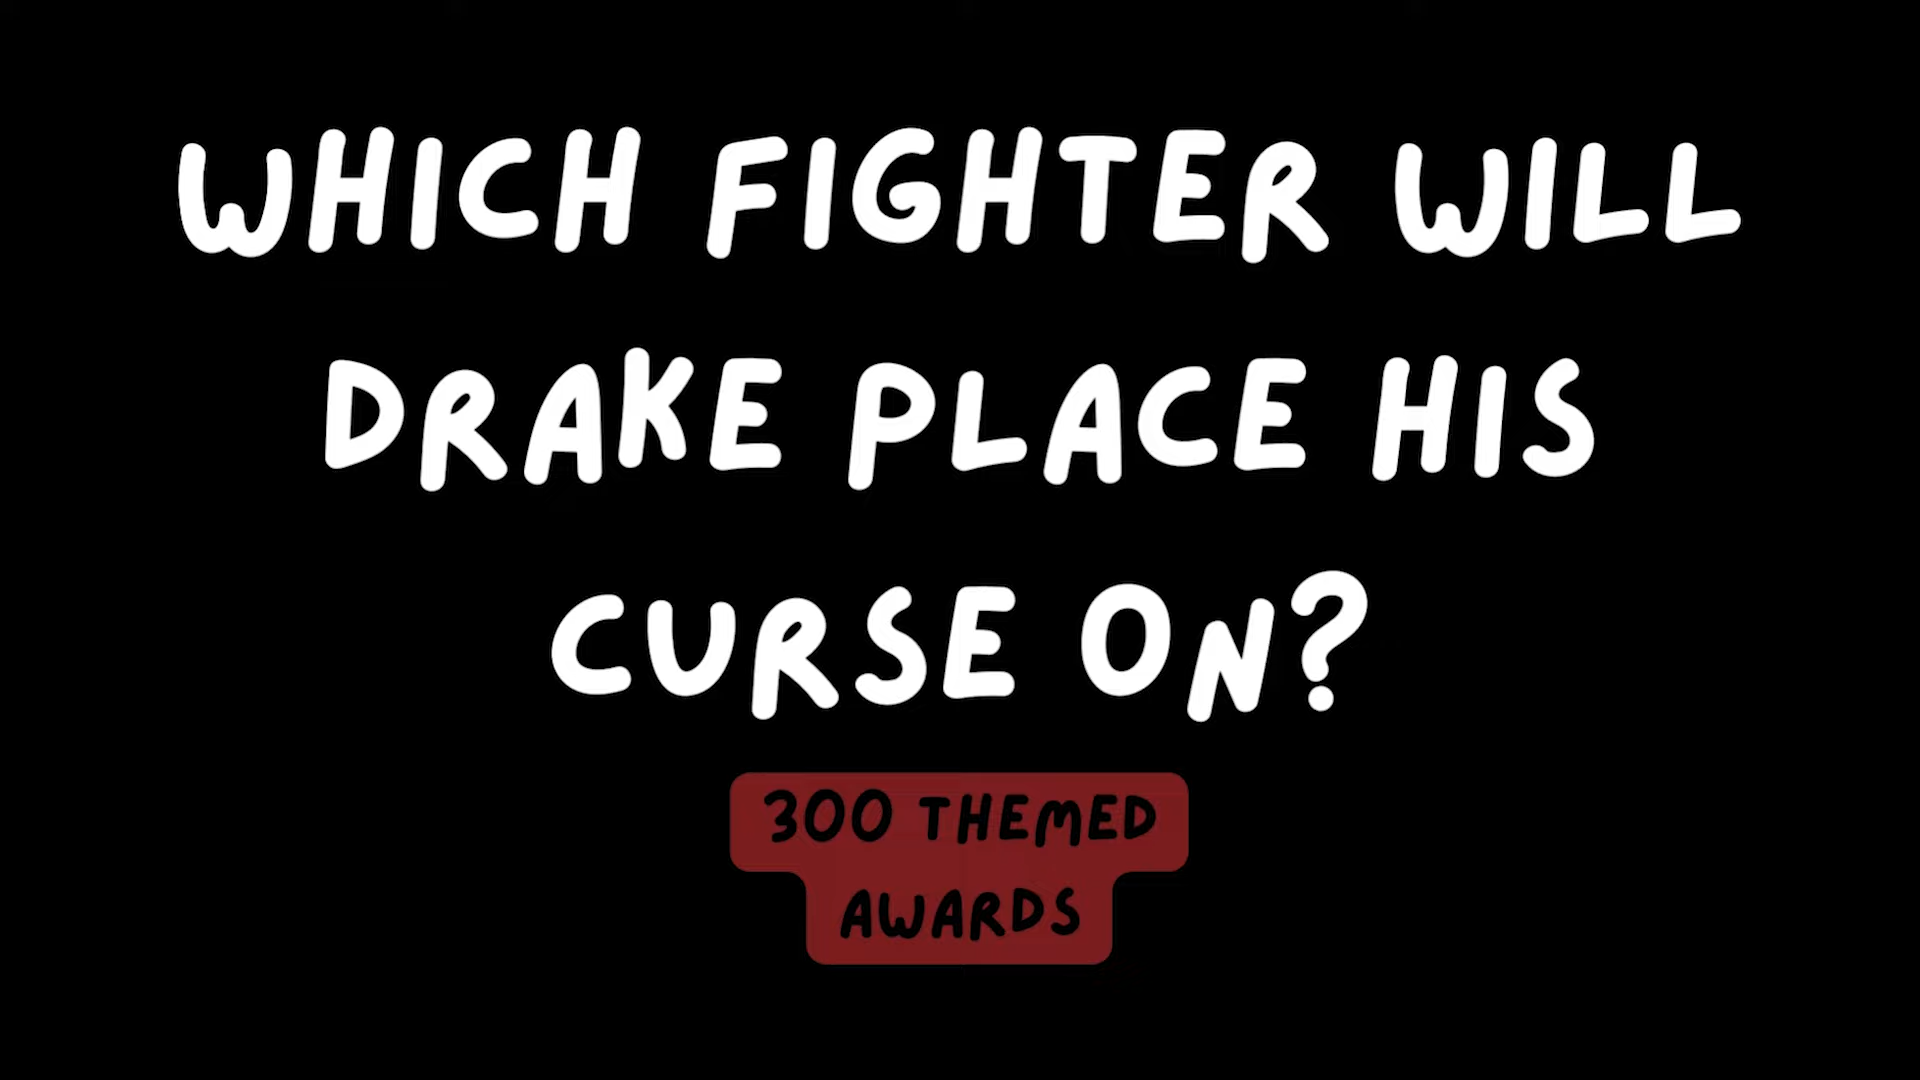 WHICH FIGHTER WILL
DRAKE PLACE HIS
CURSE ON?
300 THEMED
AWARDS